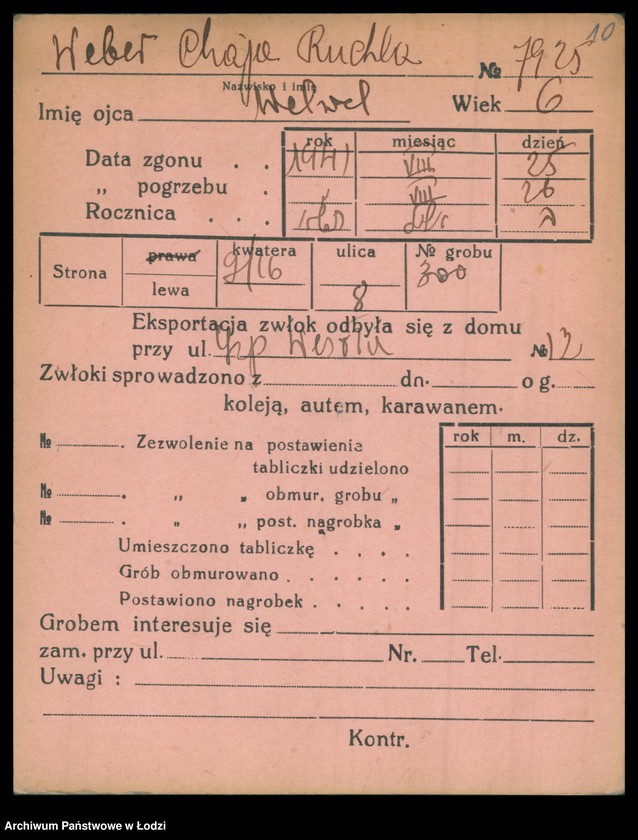 10
Weber Chaja Ruchla № 7925
Nazwisko i imię
Imię ojca Welwel Wiek 6
rok miesiąc dzień
Data zgonu . . 1941 VIII 25
„ pogrzebu . VIII 26
Rocznica . . .
Strona prawa kwatera ulica № grobu
lewa 8 300
Eksportacja zwłok odbyła się z domu
przy ul. Szp Wesoła № 12
Zwłoki sprowadzono z dn. o g.
koleją, autem, karawanem.
rok m. dz.
№ . Zezwolenie na postawienie
tabliczki udzielono
№ . „ „ obmur. grobu „
№ . „ „ post. nagrobka „
Umieszczono tabliczkę . . . .
Grób obmurowano . . . . .
Postawiono nagrobek . . . .
Grobem interesuje się
zam. przy ul. Nr. Tel.
Uwagi :
Kontr.
Archiwum Państwowe w Łodzi